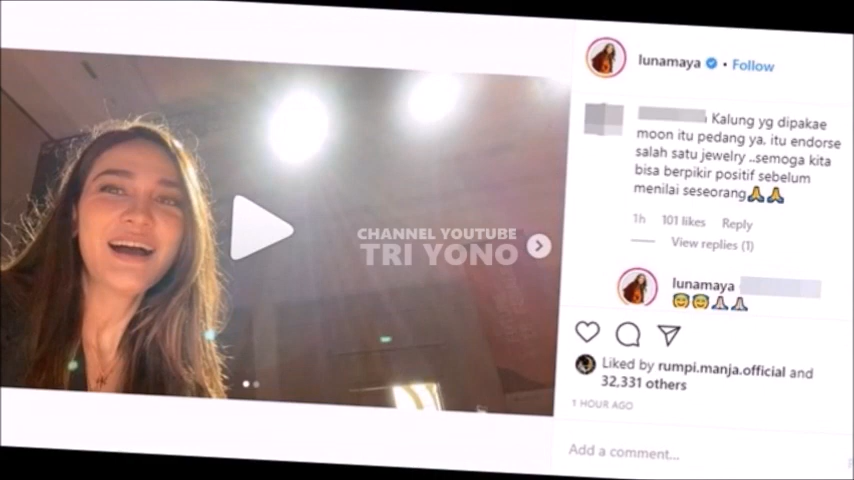 lunamaya • Follow
Kalung yg dipakae
moon itu pedang ya, itu endorse
salah satu jewelry ..semoga kita
bisa berpikir positif sebelum
menilai seseorang🙏🙏
1h 101 likes Reply
View replies (1)
lunamaya
😇😇🙏🙏
Liked by rumpi.manja.official and
32,331 others
1 HOUR AGO
Add a comment...
CHANNEL YOUTUBE
TRI YONO